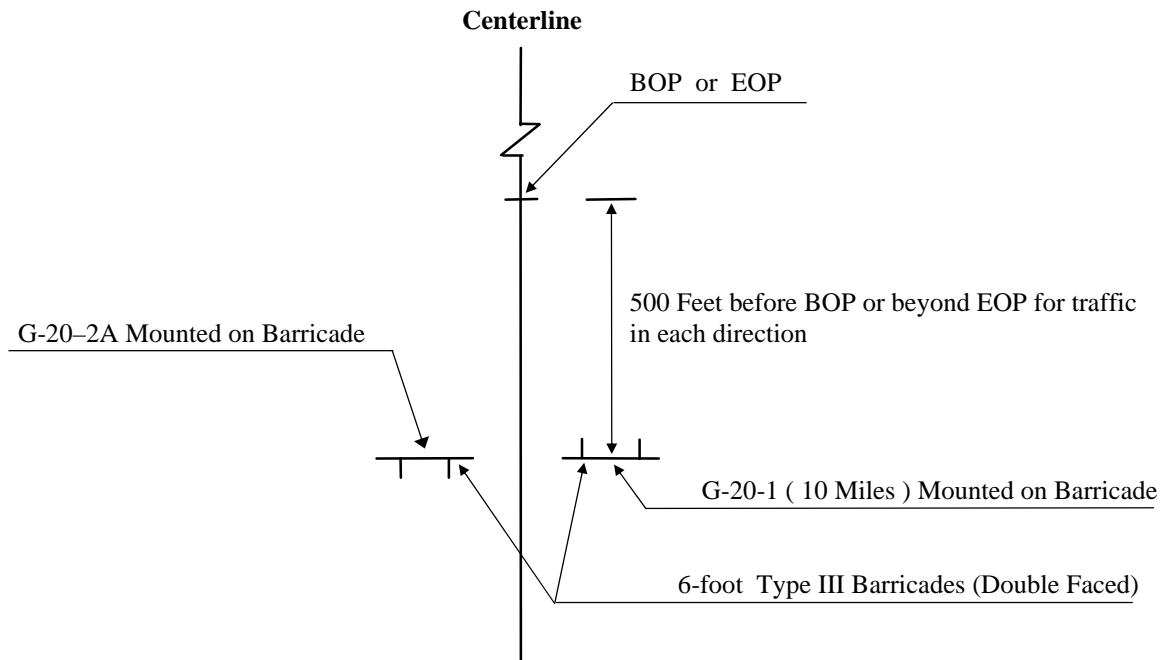 Centerline
BOP or EOP
500 Feet before BOP or beyond EOP for traffic
in each direction
G-20–2A Mounted on Barricade
G-20-1 ( 10 Miles ) Mounted on Barricade
6-foot Type III Barricades (Double Faced)